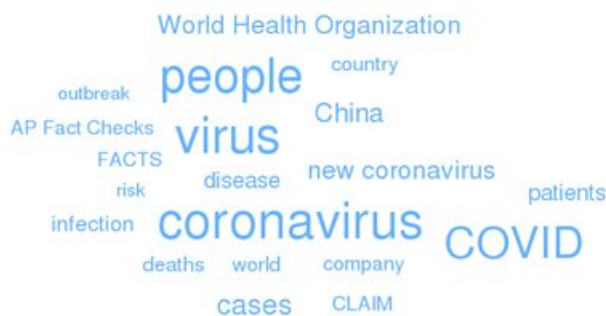 World Health Organization
people
country
outbreak
China
AP Fact Checks
virus
FACTS
disease
new coronavirus
risk
patients
infection
coronavirus
COVID
deaths
world
company
cases
CLAIM